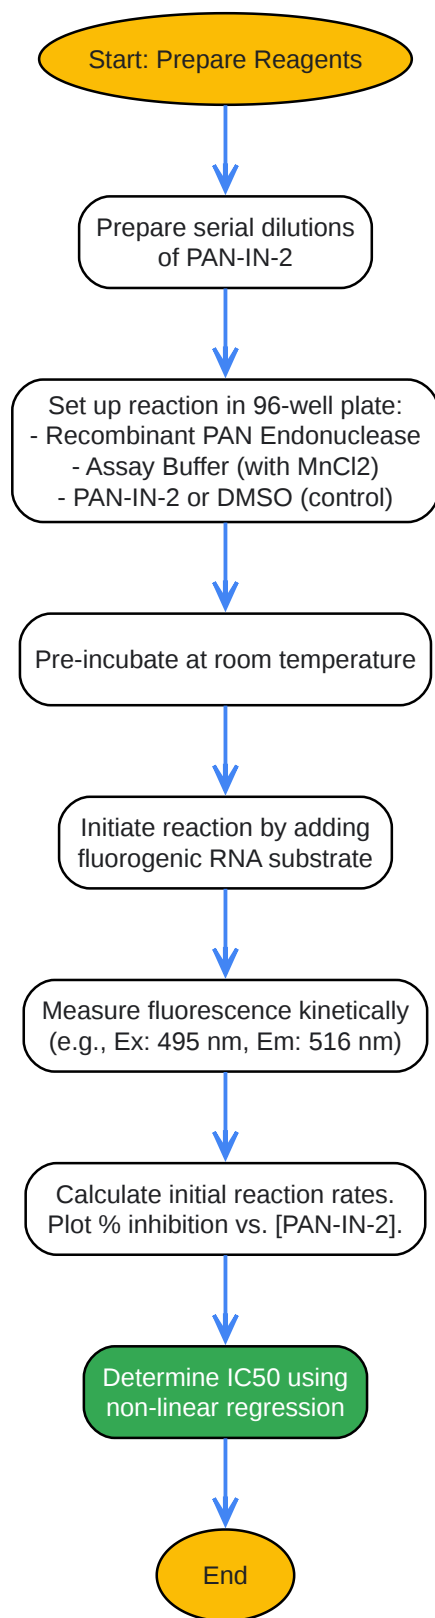 Start: Prepare Reagents
Prepare serial dilutions
of PAN-IN-2
Set up reaction in 96-well plate:
- Recombinant PAN Endonuclease
- Assay Buffer (with MnCl2)
- PAN-IN-2 or DMSO (control)
Pre-incubate at room temperature
Initiate reaction by adding
fluorogenic RNA substrate
Measure fluorescence kinetically
(e.g., Ex: 495 nm, Em: 516 nm)
Calculate initial reaction rates.
Plot % inhibition vs. [PAN-IN-2].
Determine IC50 using
non-linear regression
End